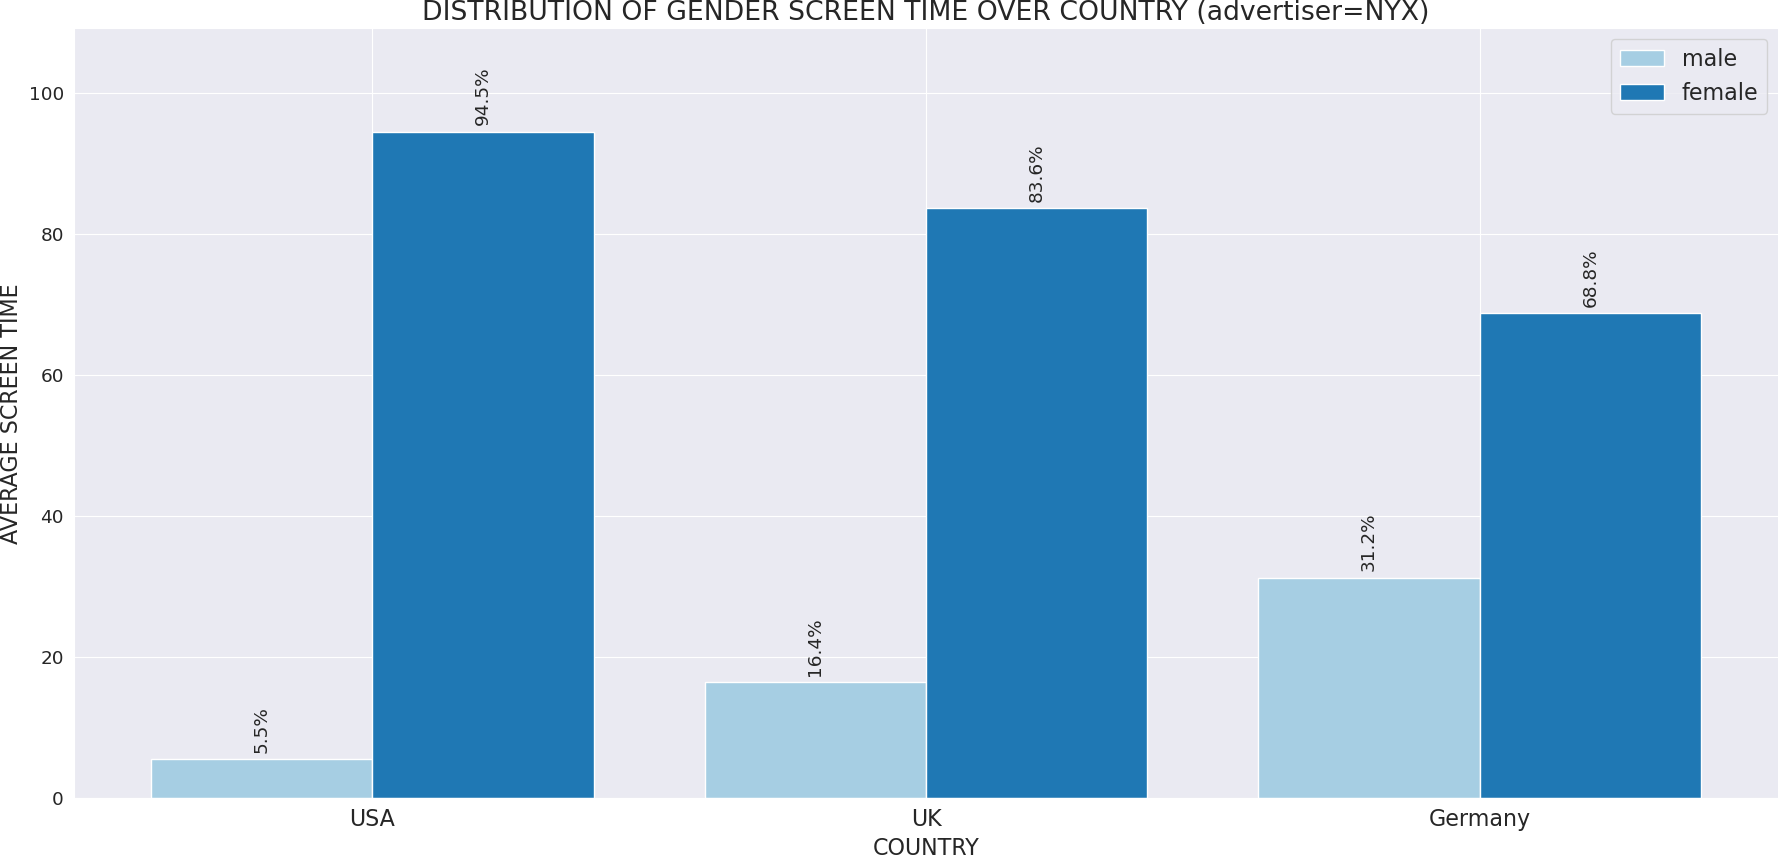 DISTRIBUTION OF GENDER SCREEN TIME OVER COUNTRY (advertiser=NYX)
male
female
AVERAGE SCREEN TIME
100
80
60
40
20
0
5.5%
94.5%
16.4%
83.6%
31.2%
68.8%
USA
UK
Germany
COUNTRY